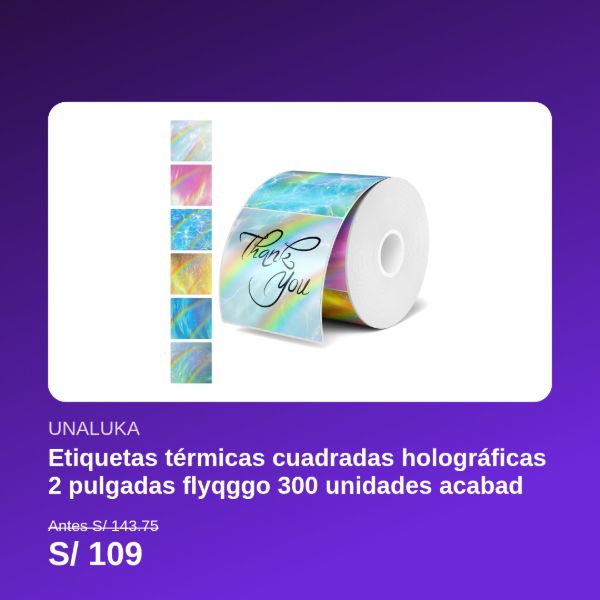 Thank
You
UNALUKA
Etiquetas térmicas cuadradas holográficas
2 pulgadas flyqggo 300 unidades acabad
Antes S/ 143.75
S/ 109